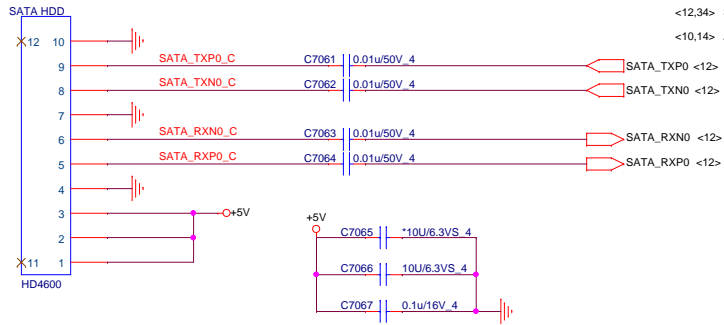 SATA HDD
<12,34>
<10,14>
12 10
9 SATA_TXP0_C C7061 0.01u/50V_4 SATA_TXP0 <12>
8 SATA_TXN0_C C7062 0.01u/50V_4 SATA_TXN0 <12>
7
6 SATA_RXN0_C C7063 0.01u/50V_4 SATA_RXN0 <12>
5 SATA_RXP0_C C7064 0.01u/50V_4 SATA_RXP0 <12>
4
3 +5V
+5V
2 C7065 *10U/6.3VS_4
11 1
C7066 10U/6.3VS_4
HD4600
C7067 0.1u/16V_4